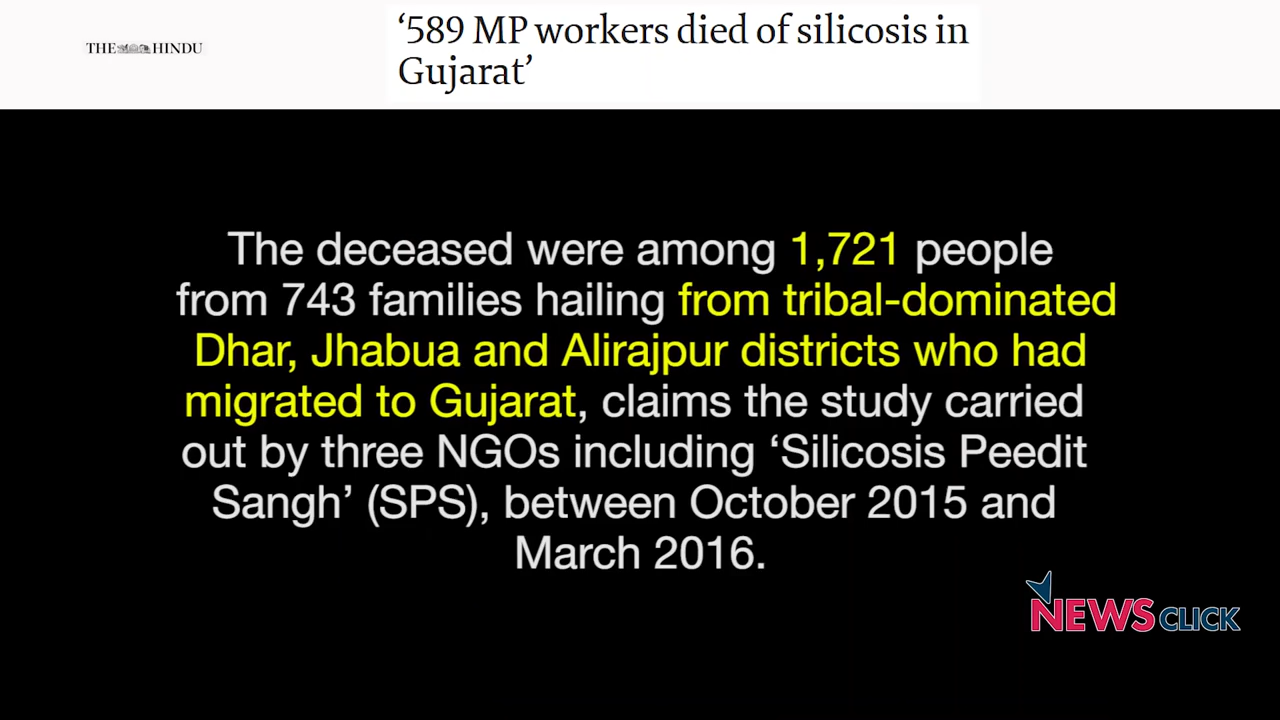 THE HINDU
‘589 MP workers died of silicosis in
Gujarat’
The deceased were among 1,721 people
from 743 families hailing from tribal-dominated
Dhar, Jhabua and Alirajpur districts who had
migrated to Gujarat, claims the study carried
out by three NGOs including ‘Silicosis Peedit
Sangh’ (SPS), between October 2015 and
March 2016.
NEWSCLICK